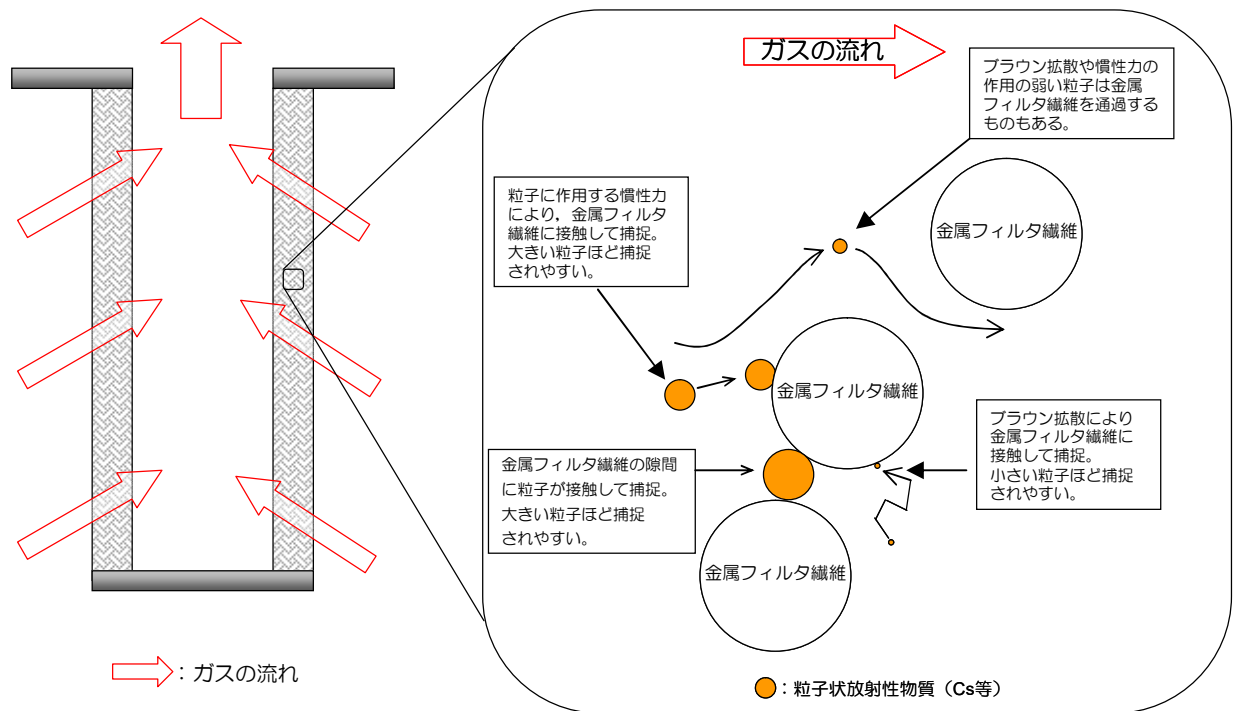 ガスの流れ
ブラウン拡散や慣性力の
作用の弱い粒子は金属
フィルタ繊維を通過する
ものもある。
粒子に作用する慣性力
により，金属フィルタ
繊維に接触して捕捉。
大きい粒子ほど捕捉
されやすい。
金属フィルタ繊維
金属フィルタ繊維
ブラウン拡散により
金属フィルタ繊維に
接触して捕捉。
小さい粒子ほど捕捉
されやすい。
金属フィルタ繊維の隙間
に粒子が接触して捕捉。
大きい粒子ほど捕捉
されやすい。
金属フィルタ繊維
：ガスの流れ
：粒子状放射性物質（Cs等）